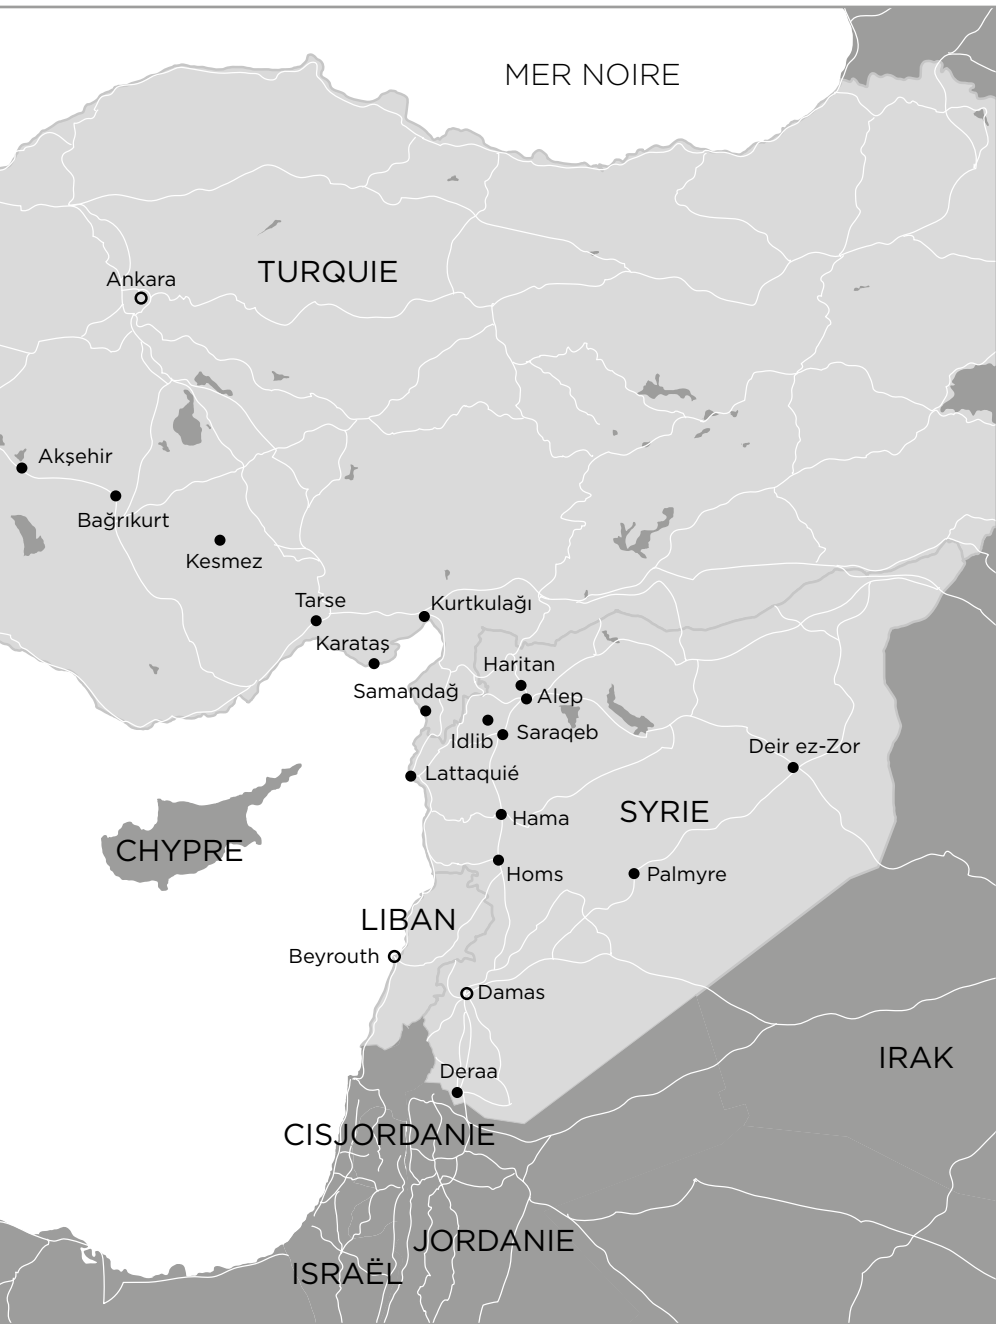 MER NOIRE
TURQUIE
Ankara
Akşehir
Bağrıkurt
Kesmez
Tarse
Kurtkulağı
Karataş
Haritan
Samandağ
Alep
Saraqeb
Idlib
Deir ez-Zor
Lattaquié
SYRIE
Hama
CHYPRE
Homs
Palmyre
LIBAN
Beyrouth
Damas
IRAK
Deraa
CISJORDANIE
JORDANIE
ISRAËL